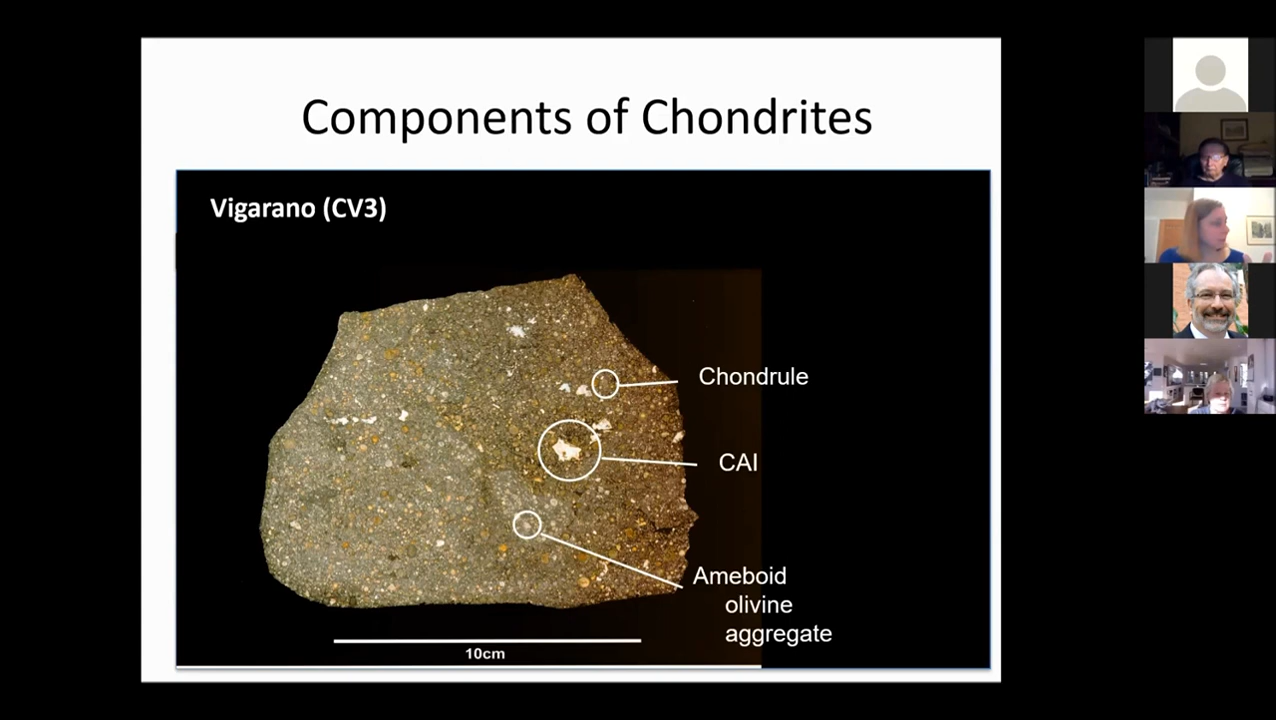 Components of Chondrites
Vigarano (CV3)
Chondrule
CAI
Ameboid
olivine
aggregate
10cm